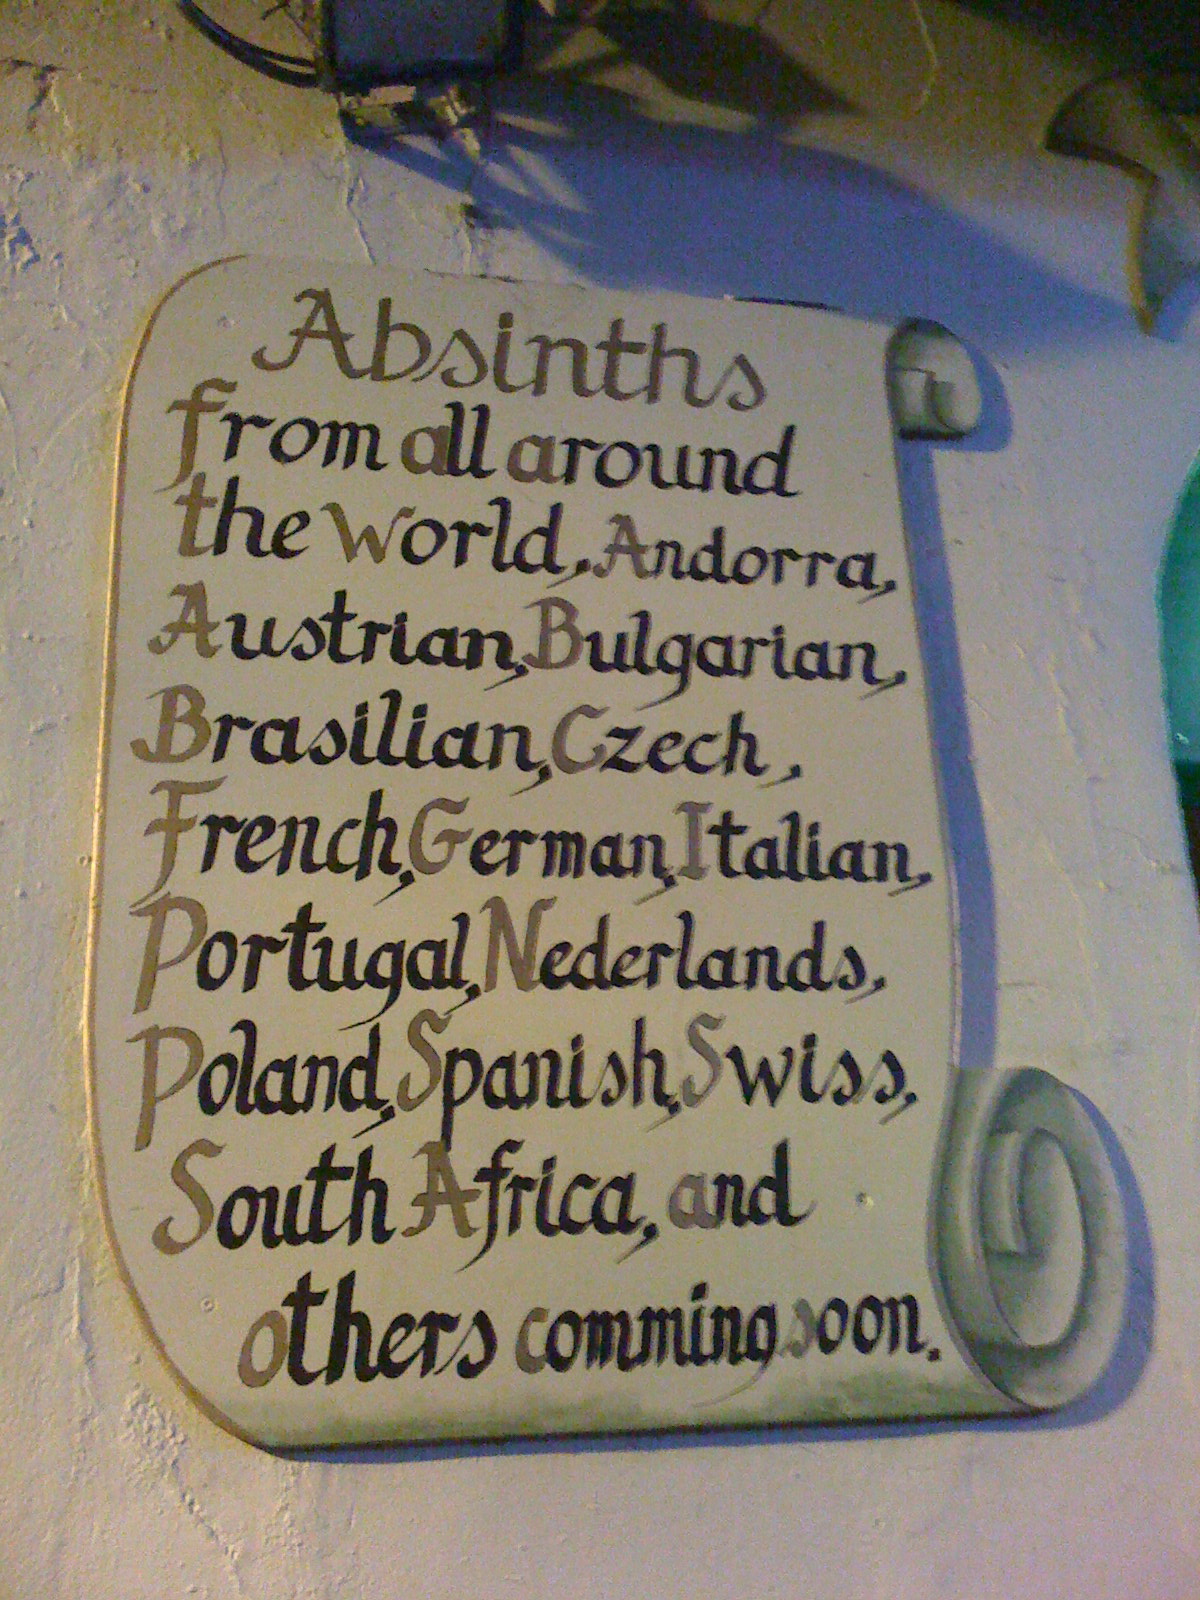 Absinths
from all around
the World, Andorra,
Austrian, Bulgarian,
Brasilian, Czech,
French, German, Italian,
Portugal, Nederlands,
Poland, Spanish, Swiss,
South Africa, and
others comming soon.